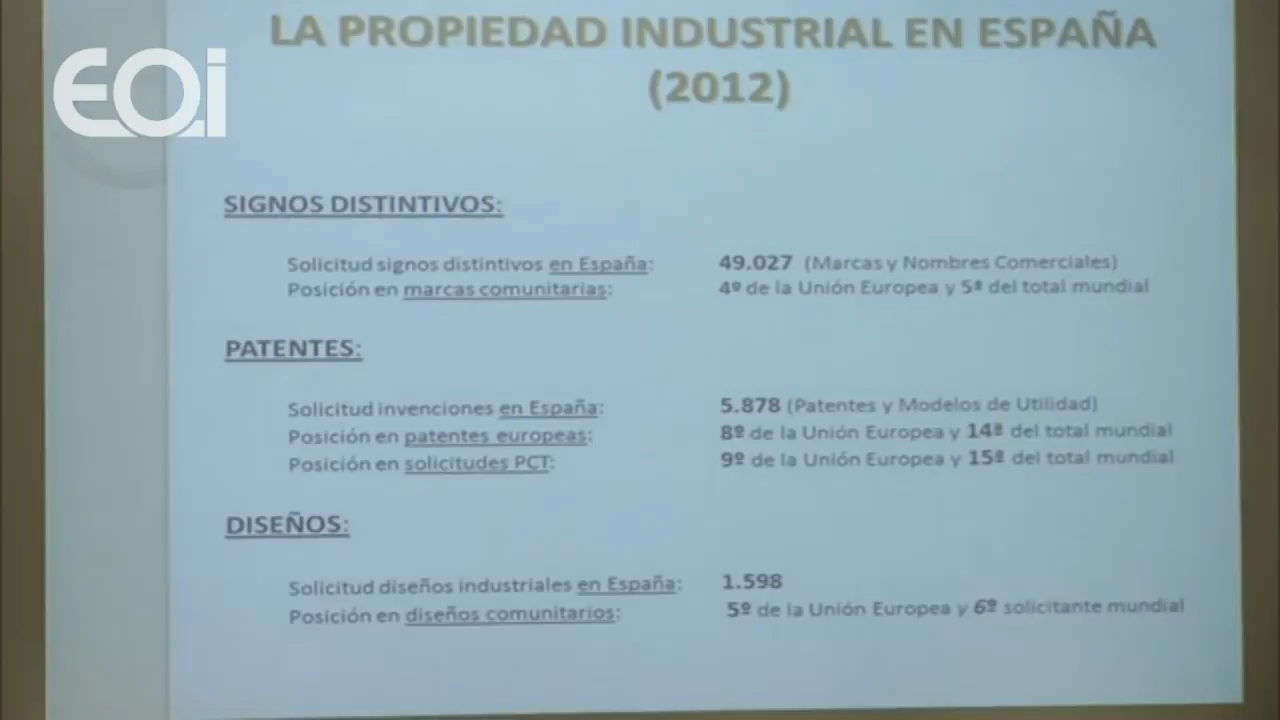 LA PROPIEDAD INDUSTRIAL EN ESPAÑA
(2012)
EOi
SIGNOS DISTINTIVOS:
Solicitud signos distintivos en España: 49.027 (Marcas y Nombres Comerciales)
Posición en marcas comunitarias: 4º de la Unión Europea y 5ª del total mundial
PATENTES:
Solicitud invenciones en España: 5.878 (Patentes y Modelos de Utilidad)
Posición en patentes europeas: 8º de la Unión Europea y 14ª del total mundial
Posición en solicitudes PCT: 9º de la Unión Europea y 15ª del total mundial
DISEÑOS:
Solicitud diseños industriales en España: 1.598
Posición en diseños comunitarios: 5º de la Unión Europea y 6º solicitante mundial